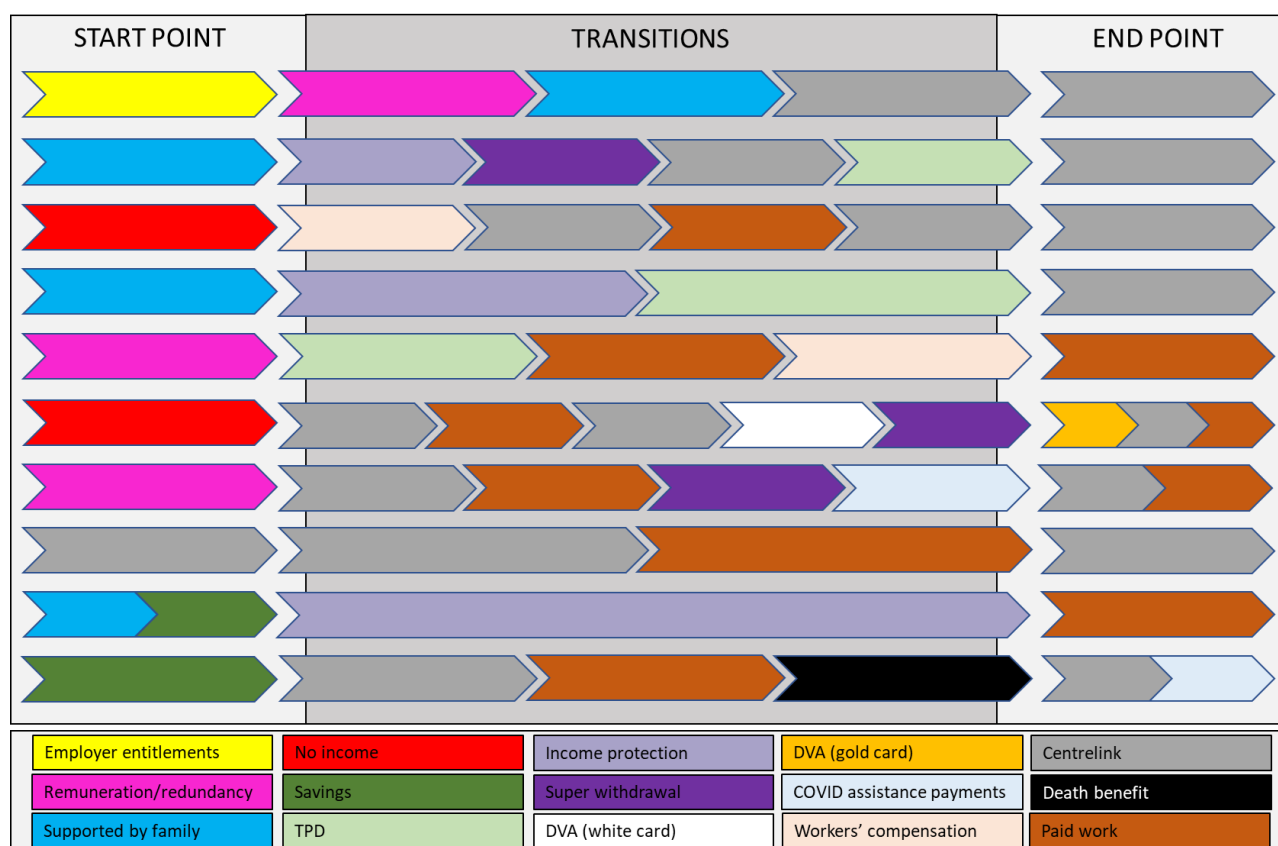 START POINT
TRANSITIONS
END POINT
Employer entitlements
No income
Income protection
DVA (gold card)
Centrelink
Remuneration/redundancy
Savings
Super withdrawal
COVID assistance payments
Death benefit
Supported by family
TPD
DVA (white card)
Workers’ compensation
Paid work